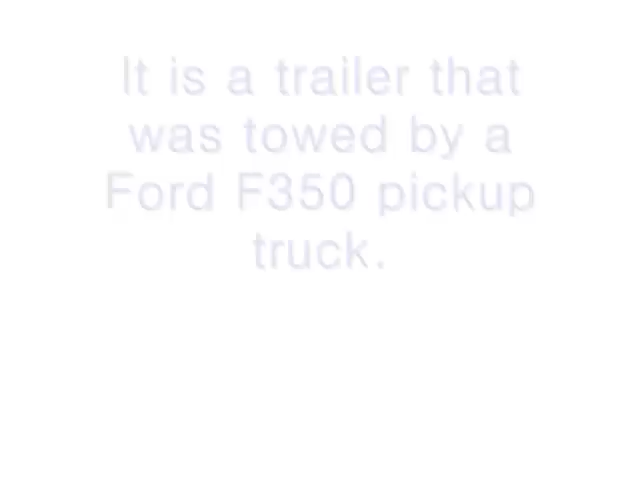 It is a trailer that
was towed by a
Ford F350 pickup
truck.